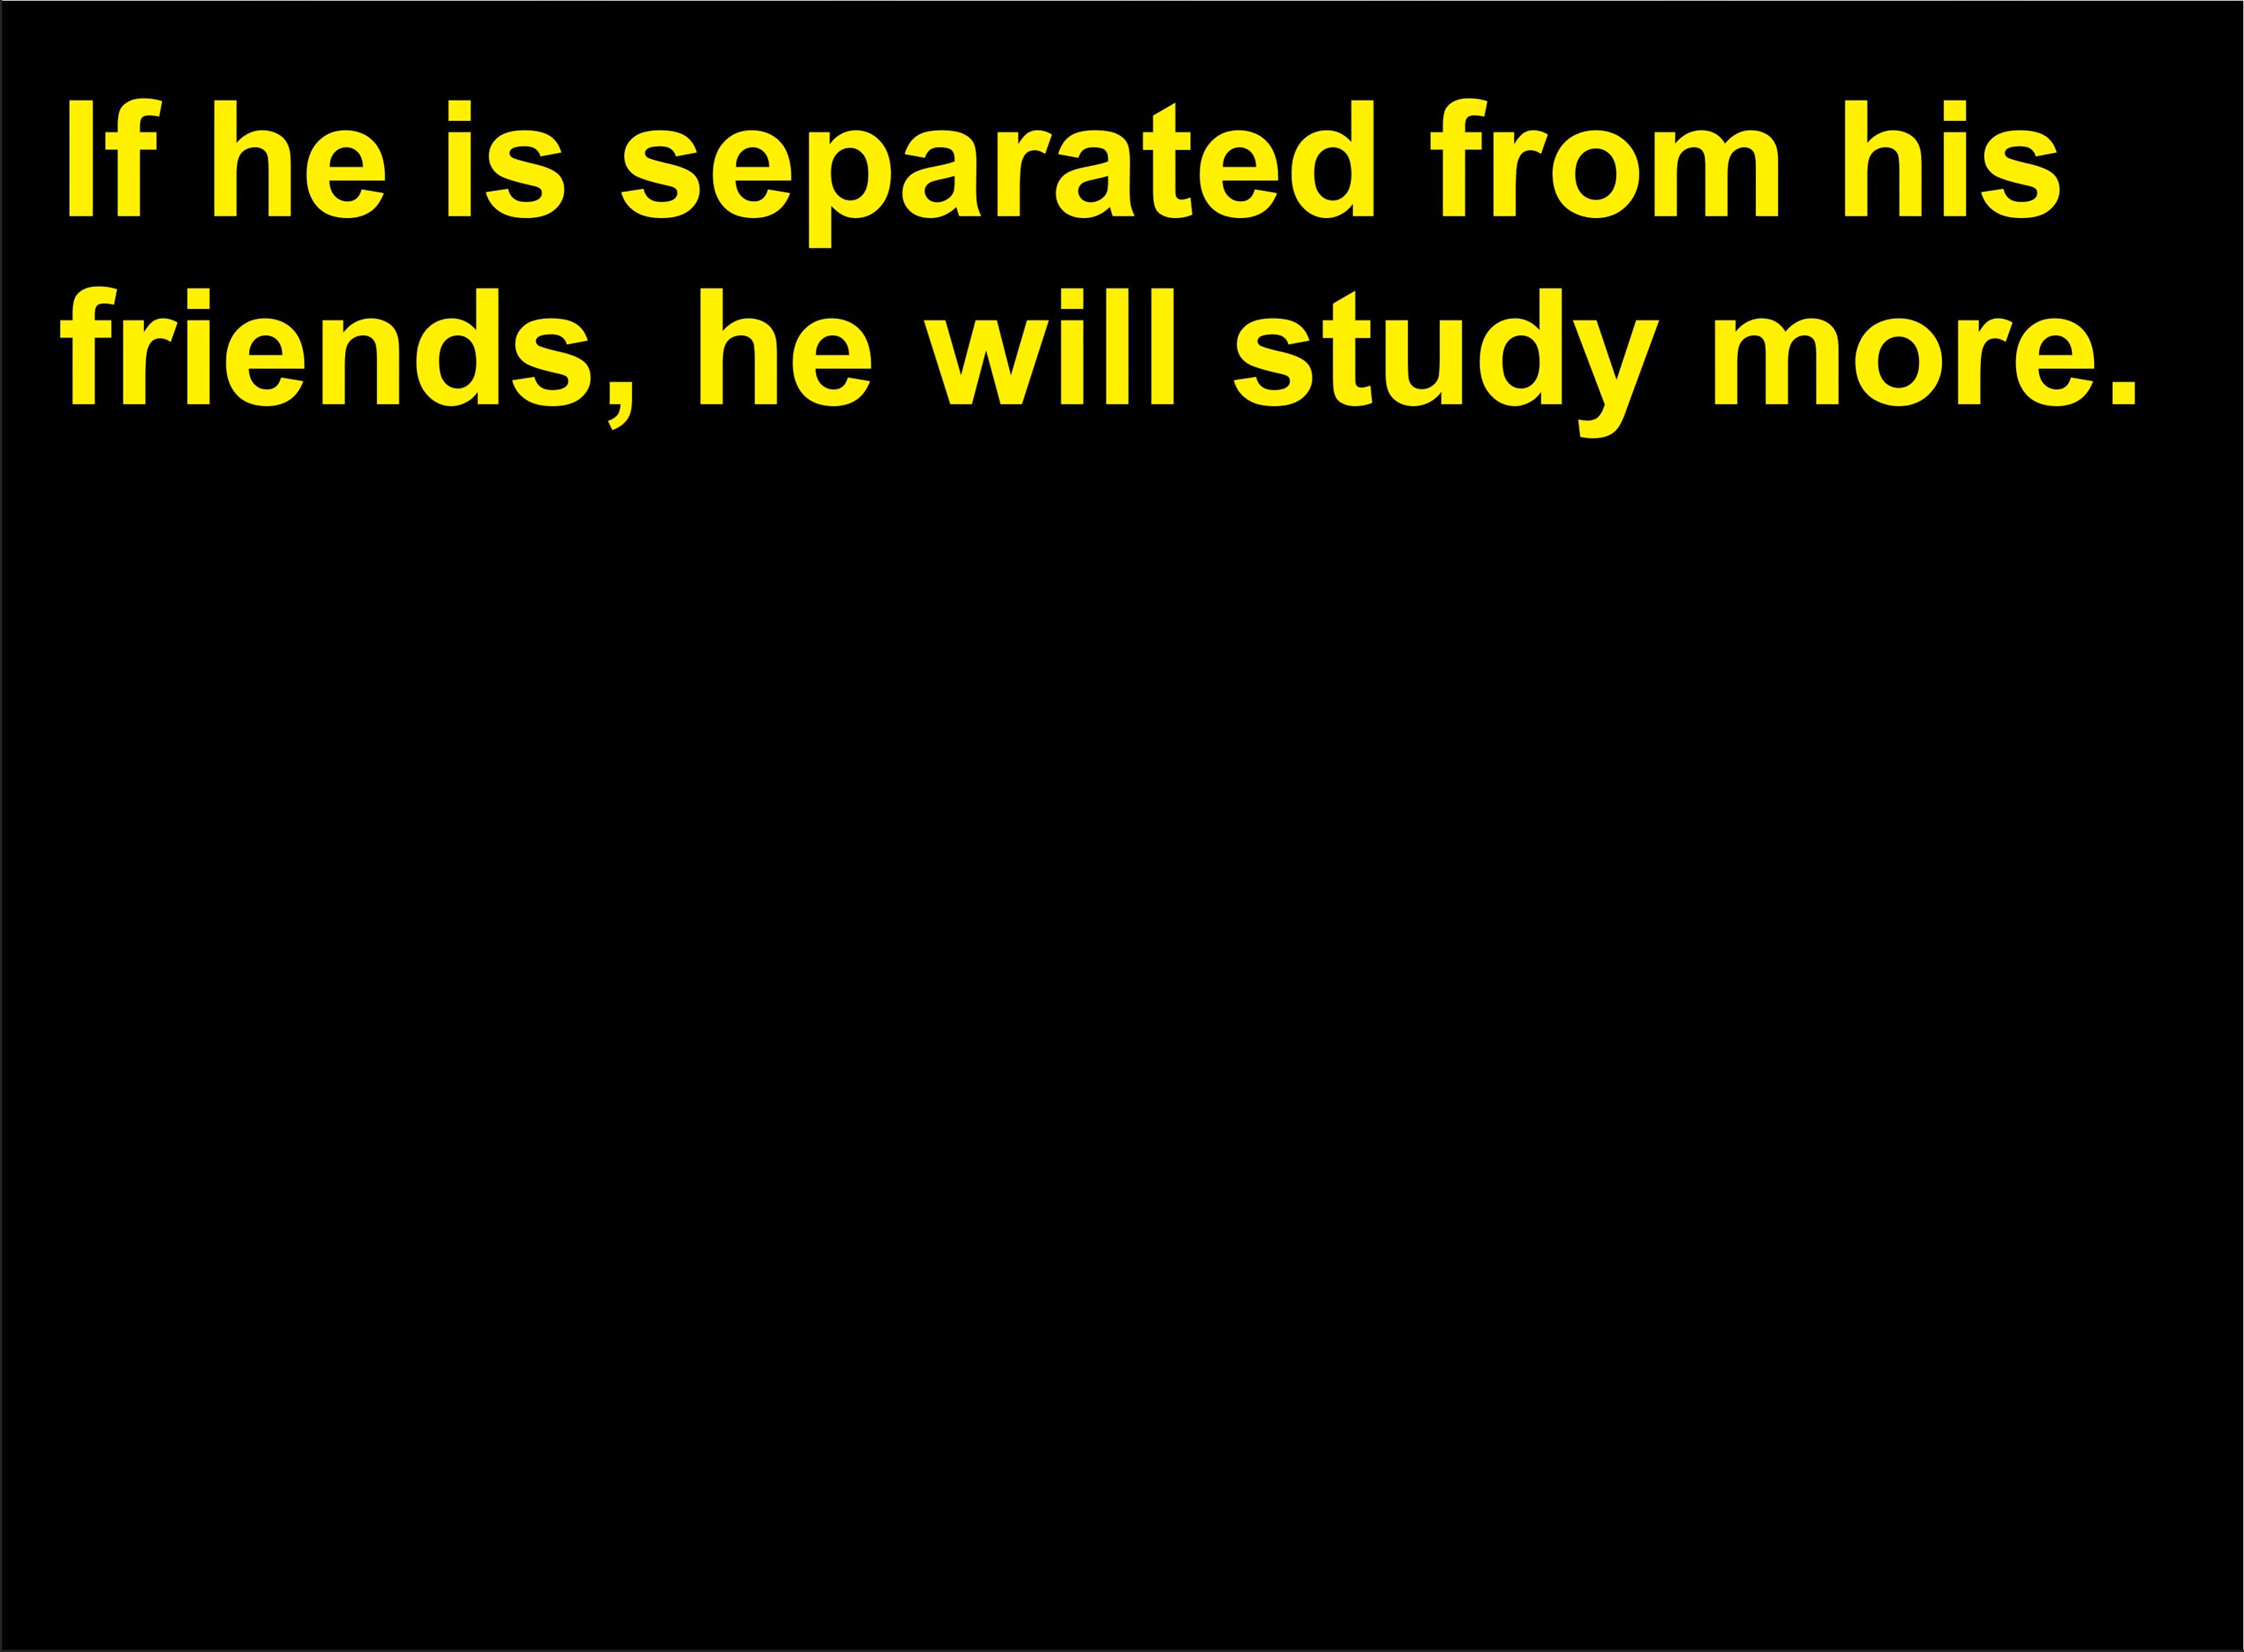 If he is separated from his
friends, he will study more.